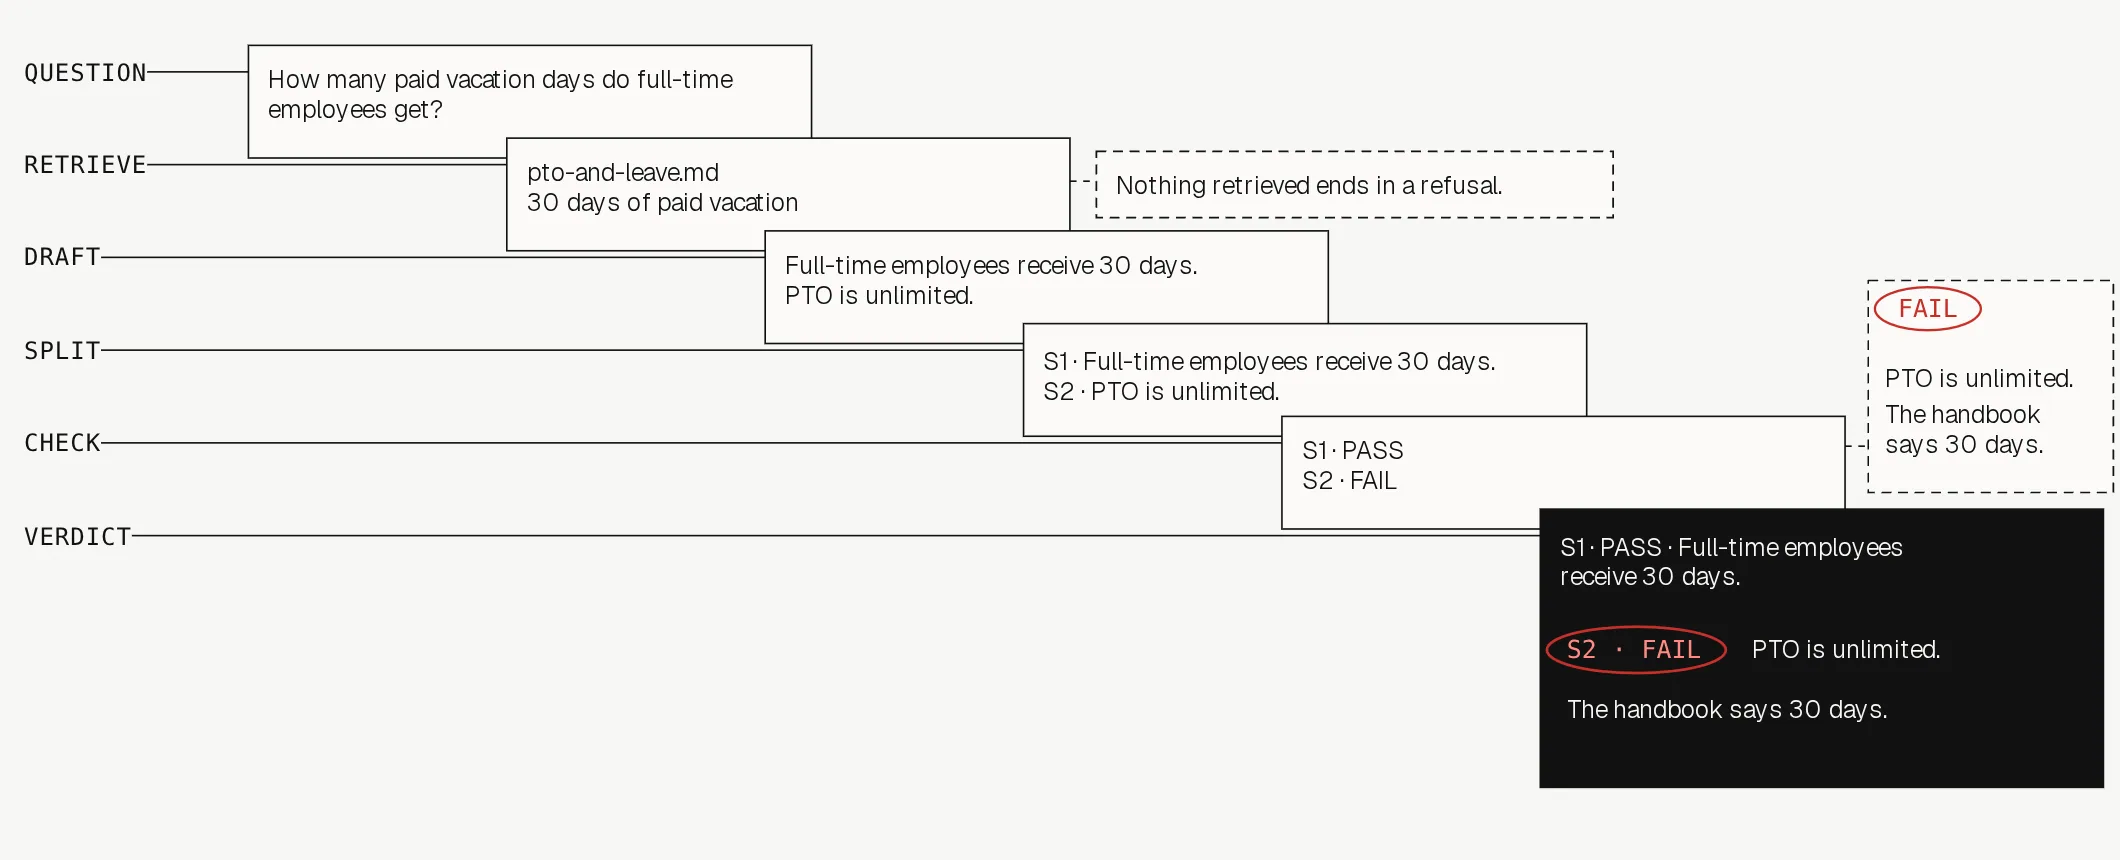 QUESTION
How many paid vacation days do full-time
employees get?
RETRIEVE
pto-and-leave.md
30 days of paid vacation
Nothing retrieved ends in a refusal.
DRAFT
Full-time employees receive 30 days.
PTO is unlimited.
SPLIT
S1 · Full-time employees receive 30 days.
S2 · PTO is unlimited.
CHECK
S1 · PASS
S2 · FAIL
FAIL
PTO is unlimited.
The handbook
says 30 days.
VERDICT
S1 · PASS · Full-time employees
receive 30 days.
S2 · FAIL PTO is unlimited.
The handbook says 30 days.